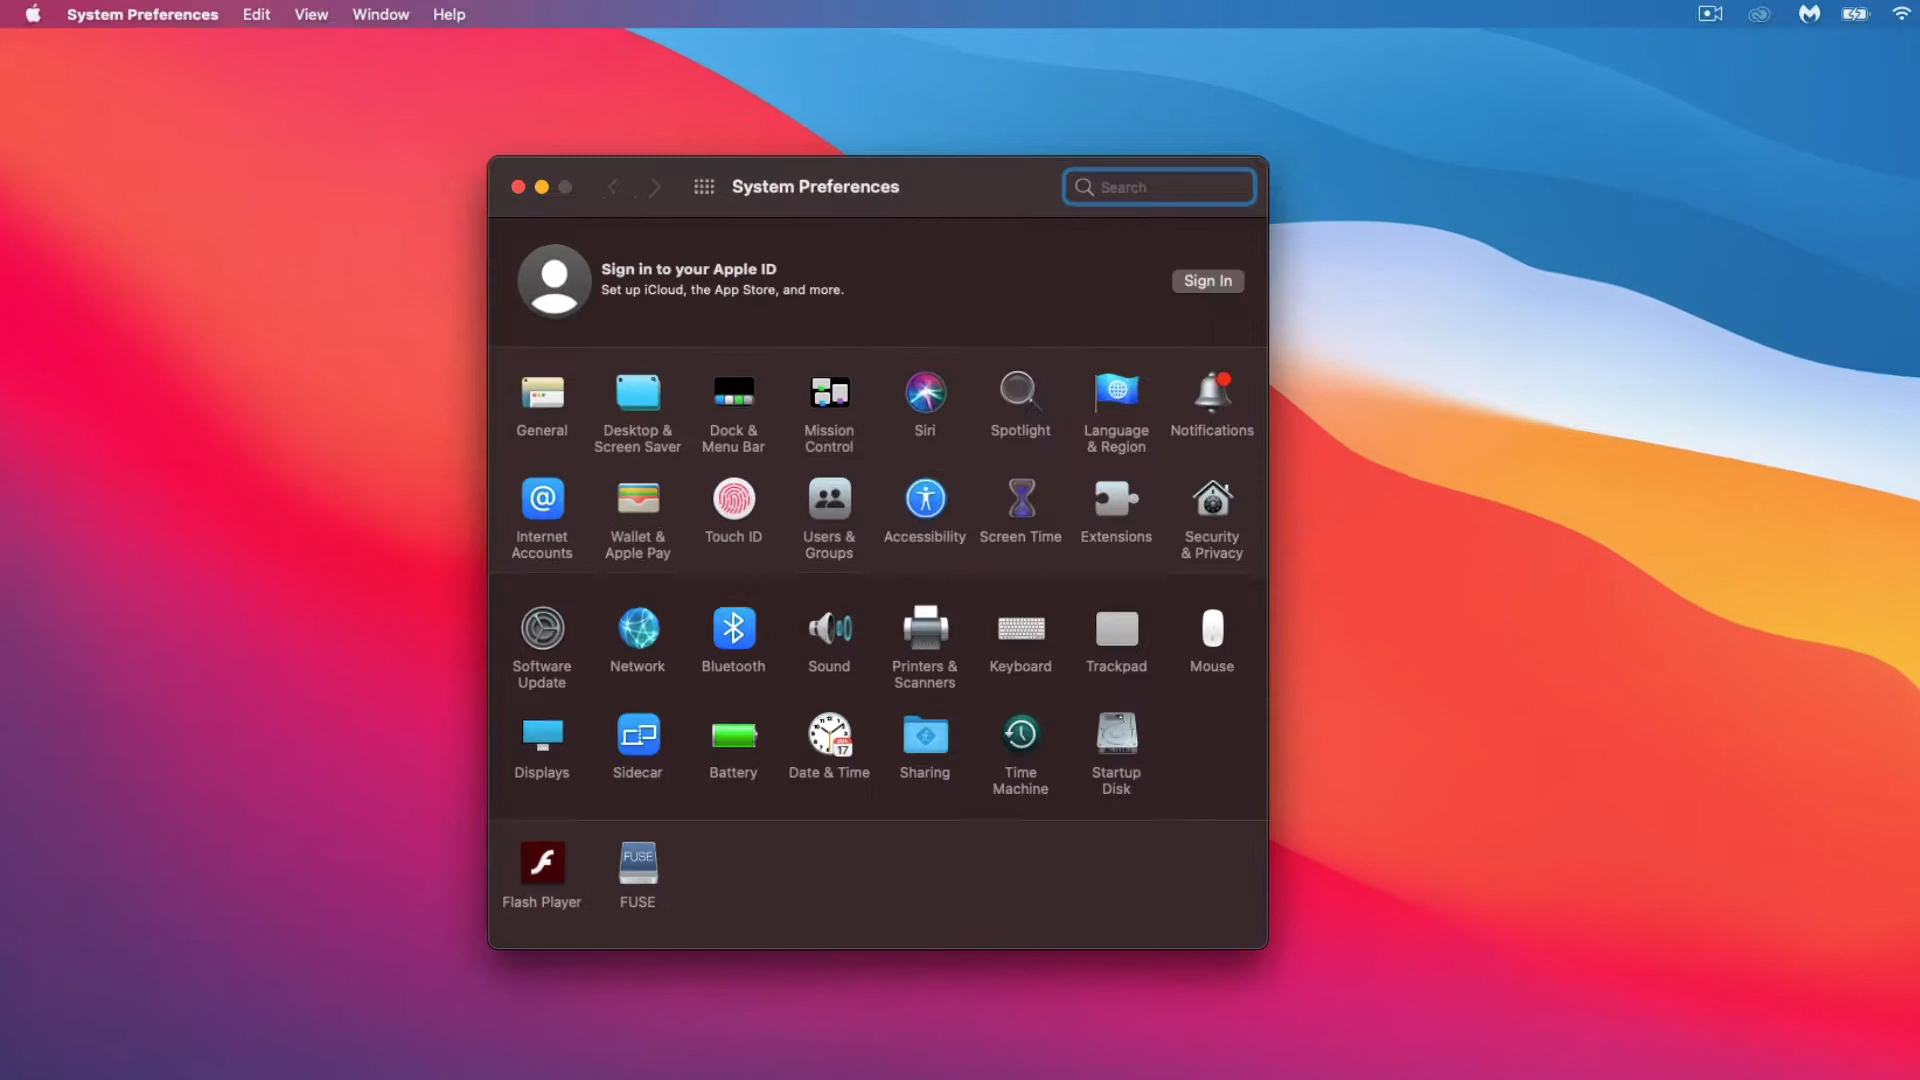 System Preferences Edit View Window Help
System Preferences
Search
Sign in to your Apple ID
Set up iCloud, the App Store, and more.
Sign In
General
Desktop &
Screen Saver
Dock &
Menu Bar
Mission
Control
Siri
Spotlight
Language
& Region
Notifications
Internet
Accounts
Wallet &
Apple Pay
Touch ID
Users &
Groups
Accessibility
Screen Time
Extensions
Security
& Privacy
Software
Update
Network
Bluetooth
Sound
Printers &
Scanners
Keyboard
Trackpad
Mouse
Displays
Sidecar
Battery
JUL
17
Date & Time
Sharing
Time
Machine
Startup
Disk
Flash Player
FUSE
FUSE